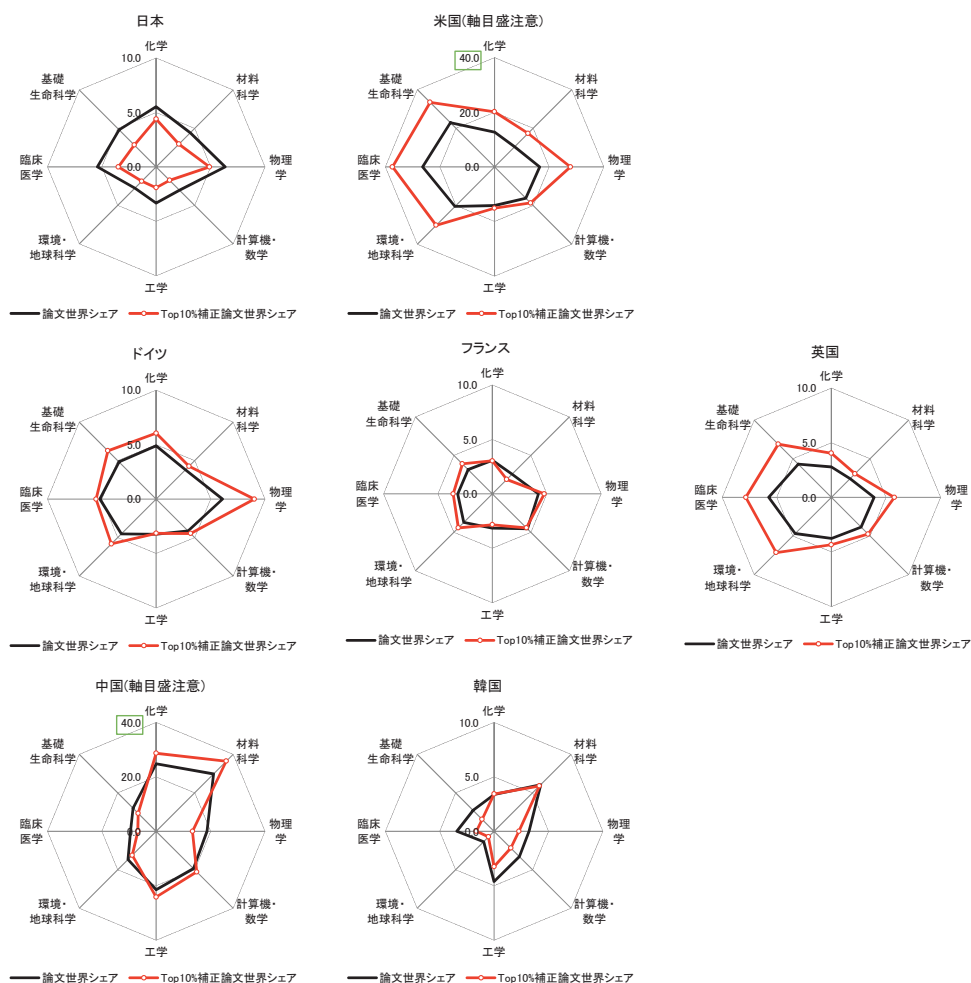 日本
化学
10.0
5.0
0.0
材料
科学
物理
学
計算機・
数学
工学
環境・
地球科学
臨床
医学
基礎
生命科学
論文世界シェア
Top10%補正論文世界シェア
米国(軸目盛注意)
化学
40.0
20.0
0.0
材料
科学
物理
学
計算機・
数学
工学
環境・
地球科学
臨床
医学
基礎
生命科学
論文世界シェア
Top10%補正論文世界シェア
ドイツ
化学
10.0
5.0
0.0
材料
科学
物理
学
計算機・
数学
工学
環境・
地球科学
臨床
医学
基礎
生命科学
論文世界シェア
Top10%補正論文世界シェア
フランス
化学
10.0
5.0
0.0
材料
科学
物理
学
計算機・
数学
工学
環境・
地球科学
臨床
医学
基礎
生命科学
論文世界シェア
Top10%補正論文世界シェア
英国
化学
10.0
5.0
0.0
材料
科学
物理
学
計算機・
数学
工学
環境・
地球科学
臨床
医学
基礎
生命科学
論文世界シェア
Top10%補正論文世界シェア
中国(軸目盛注意)
化学
40.0
20.0
0.0
材料
科学
物理
学
計算機・
数学
工学
環境・
地球科学
臨床
医学
基礎
生命科学
論文世界シェア
Top10%補正論文世界シェア
韓国
化学
10.0
5.0
0.0
材料
科学
物理
学
計算機・
数学
工学
環境・
地球科学
臨床
医学
基礎
生命科学
論文世界シェア
Top10%補正論文世界シェア